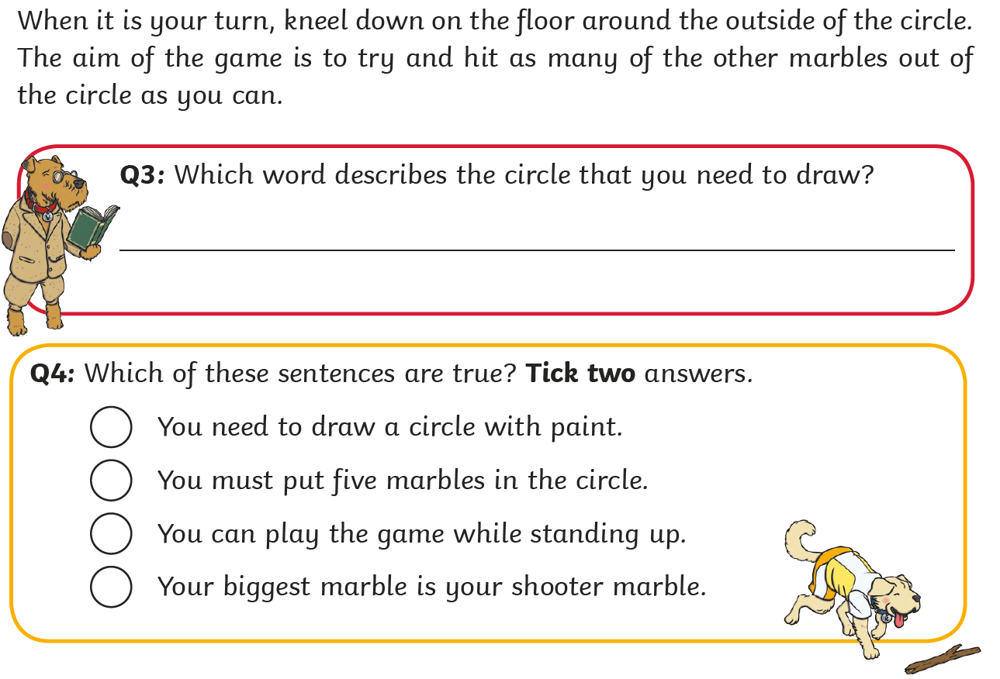 When it is your turn, kneel down on the floor around the outside of the circle.
The aim of the game is to try and hit as many of the other marbles out of
the circle as you can.
Q3: Which word describes the circle that you need to draw?
Q4: Which of these sentences are true? Tick two answers.
You need to draw a circle with paint.
You must put five marbles in the circle.
You can play the game while standing up.
Your biggest marble is your shooter marble.